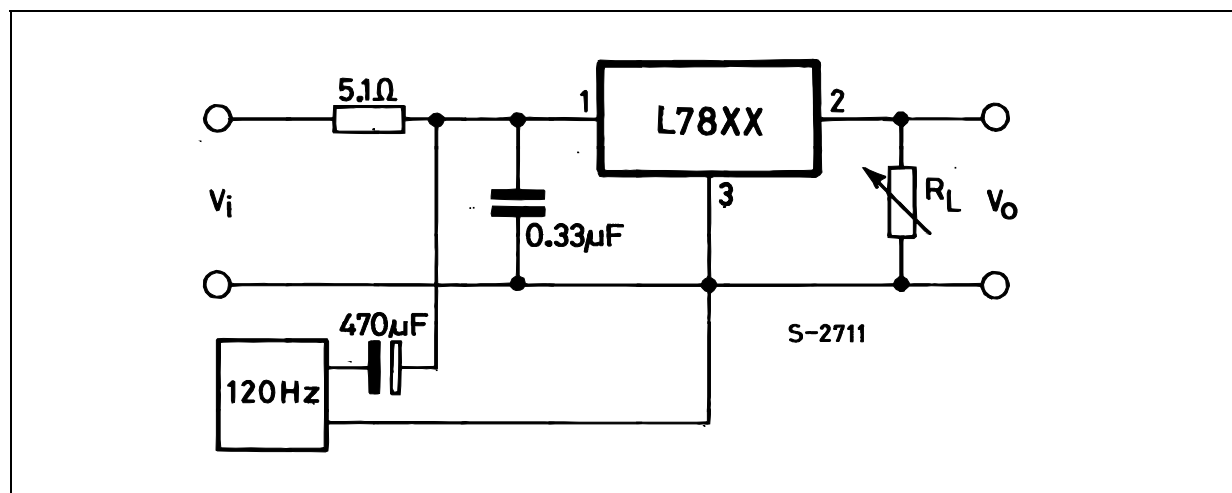 5.1Ω
1
L78XX
2
3
Vi
0.33μF
RL
Vo
470μF
S-2711
120Hz